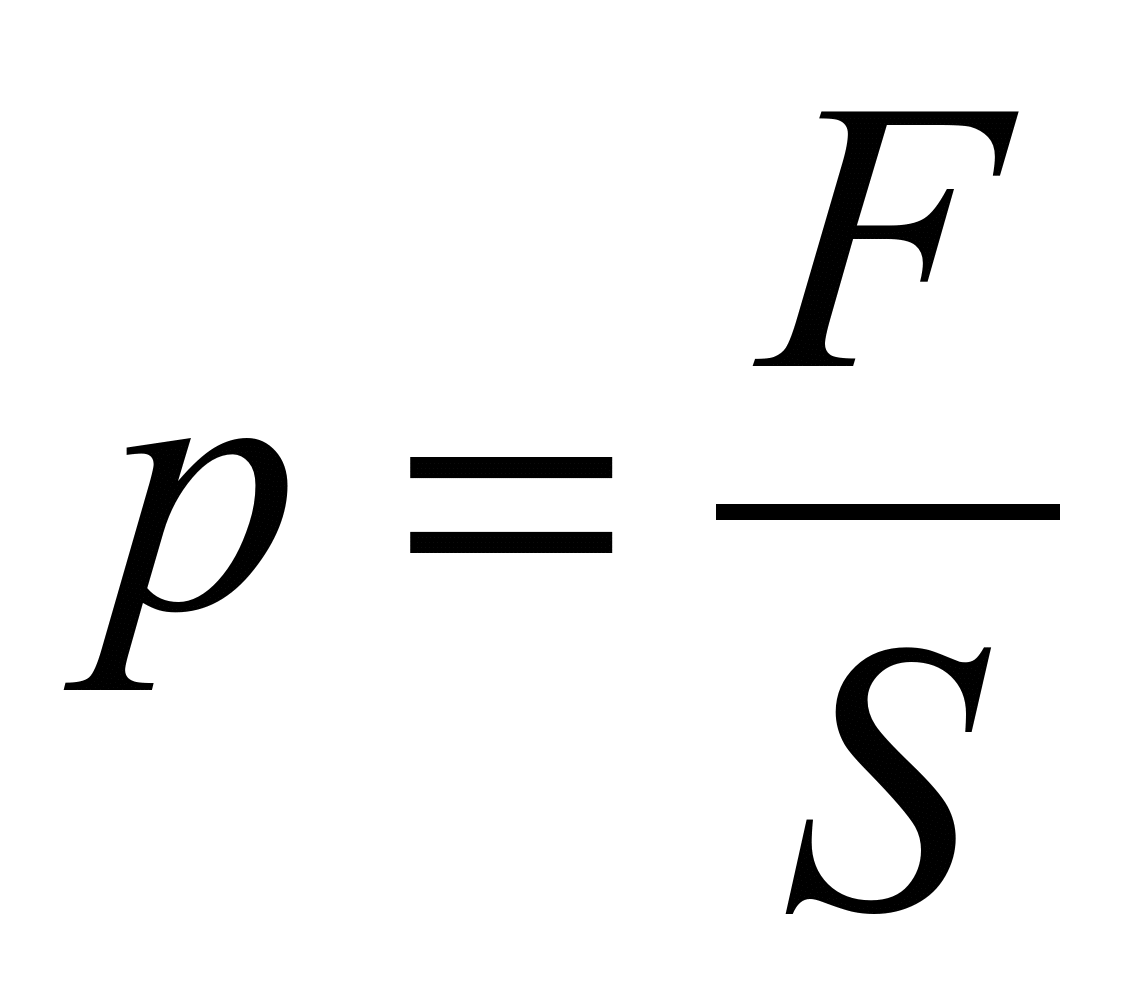 p = F/S